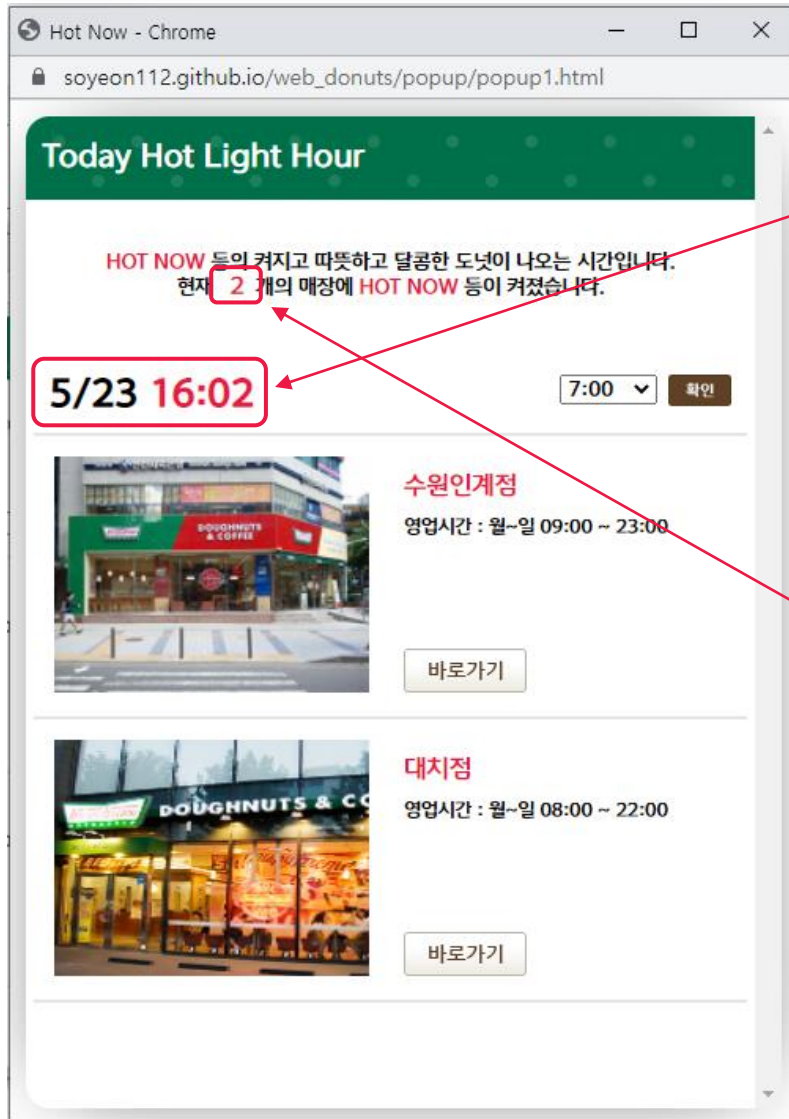 Hot Now - Chrome
soyeon112.github.io/web_donuts/popup/popup1.html
Today Hot Light Hour
HOT NOW 등의 켜지고 따뜻하고 달콤한 도넛이 나오는 시간입니다.
현재 2 개의 매장에 HOT NOW 등이 켜졌습니다.
5/23 16:02
7:00
확인
DOUGHNUTS
& COFFEE
수원인계점
영업시간 : 월~일 09:00 ~ 23:00
바로가기
DOUGHNUTS & CO
대치점
영업시간 : 월~일 08:00 ~ 22:00
바로가기